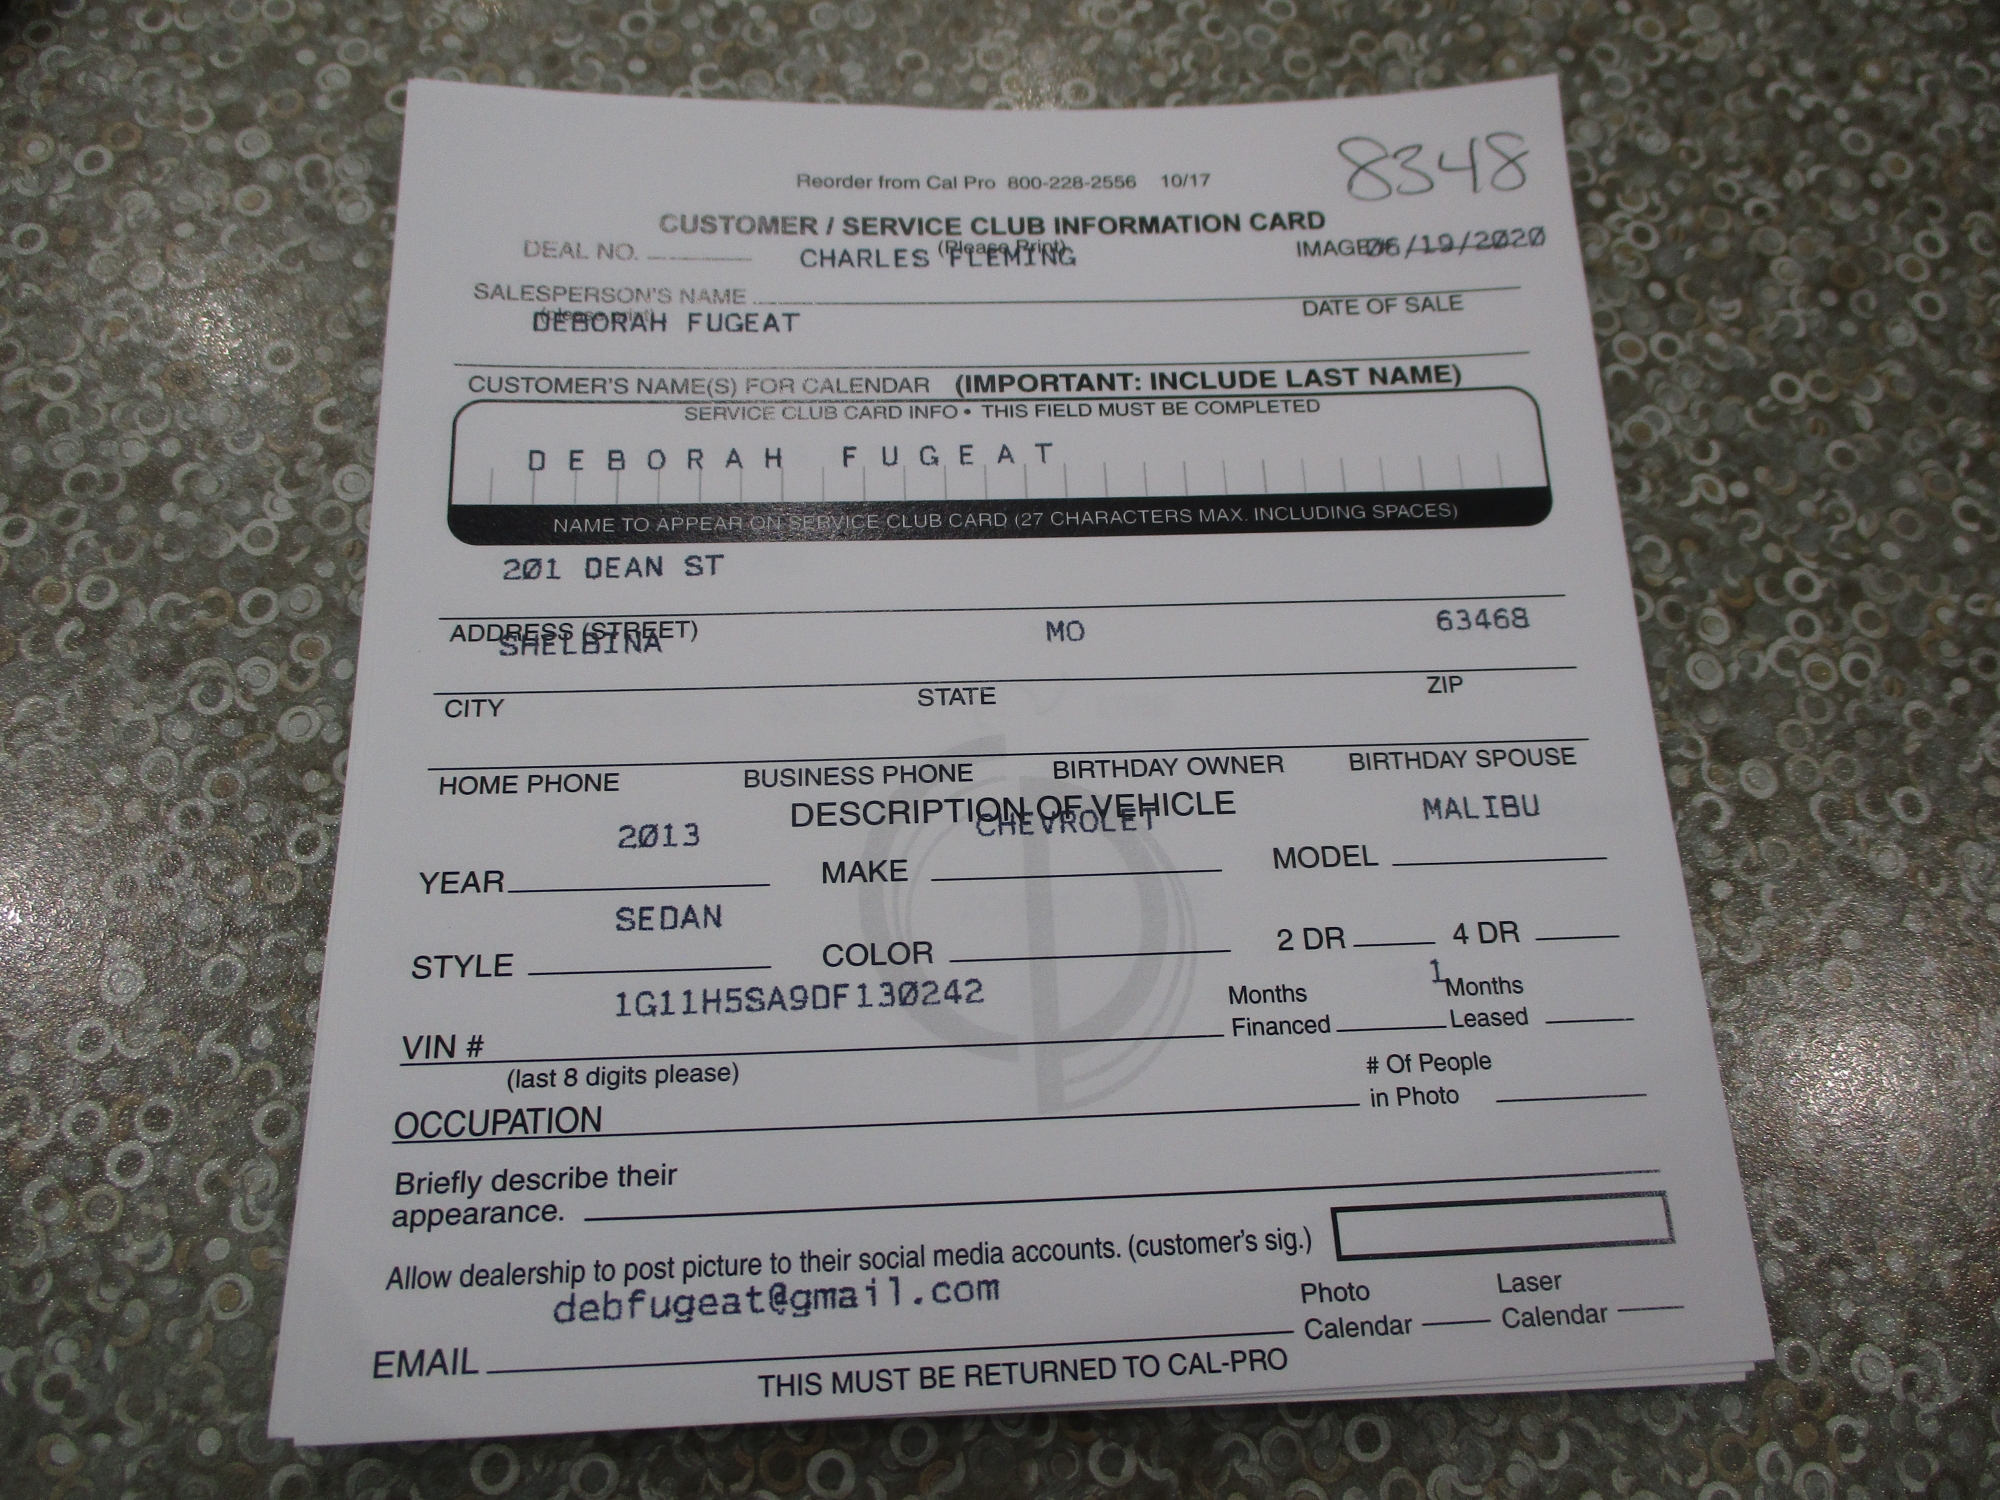 8348
Reorder from Cal Pro 800-228-2556 10/17
CUSTOMER / SERVICE CLUB INFORMATION CARD
(Please Print)
DEAL NO. CHARLES FLEMING IMAGE# 06/19/2020
SALESPERSON'S NAME DATE OF SALE
(please print)
DEBORAH FUGEAT
CUSTOMER'S NAME(S) FOR CALENDAR (IMPORTANT: INCLUDE LAST NAME)
SERVICE CLUB CARD INFO • THIS FIELD MUST BE COMPLETED
DEBORAH FUGEAT
NAME TO APPEAR ON SERVICE CLUB CARD (27 CHARACTERS MAX. INCLUDING SPACES)
201 DEAN ST
ADDRESS (STREET)
SHELBINA MO 63468
CITY STATE ZIP
HOME PHONE BUSINESS PHONE BIRTHDAY OWNER BIRTHDAY SPOUSE
DESCRIPTION OF VEHICLE
2013 CHEVROLET MALIBU
YEAR MAKE MODEL
SEDAN
STYLE COLOR 2 DR 4 DR
1
1G11H5SA9DF130242 Months Months
VIN # Financed Leased
(last 8 digits please) # Of People
OCCUPATION in Photo
Briefly describe their
appearance.
Allow dealership to post picture to their social media accounts. (customer's sig.)
debfugeat@gmail.com Photo Laser
EMAIL Calendar Calendar
THIS MUST BE RETURNED TO CAL-PRO